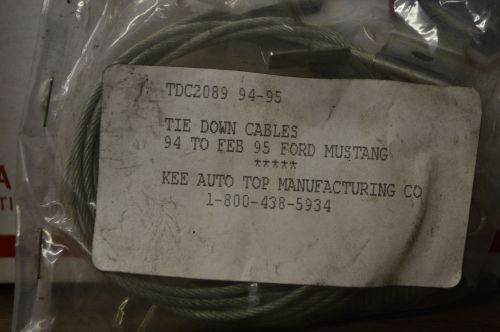 TDC2089 94-95
TIE DOWN CABLES
94 TO FEB 95 FORD MUSTANG
*****
KEE AUTO TOP MANUFACTURING CO
1-800-438-5934